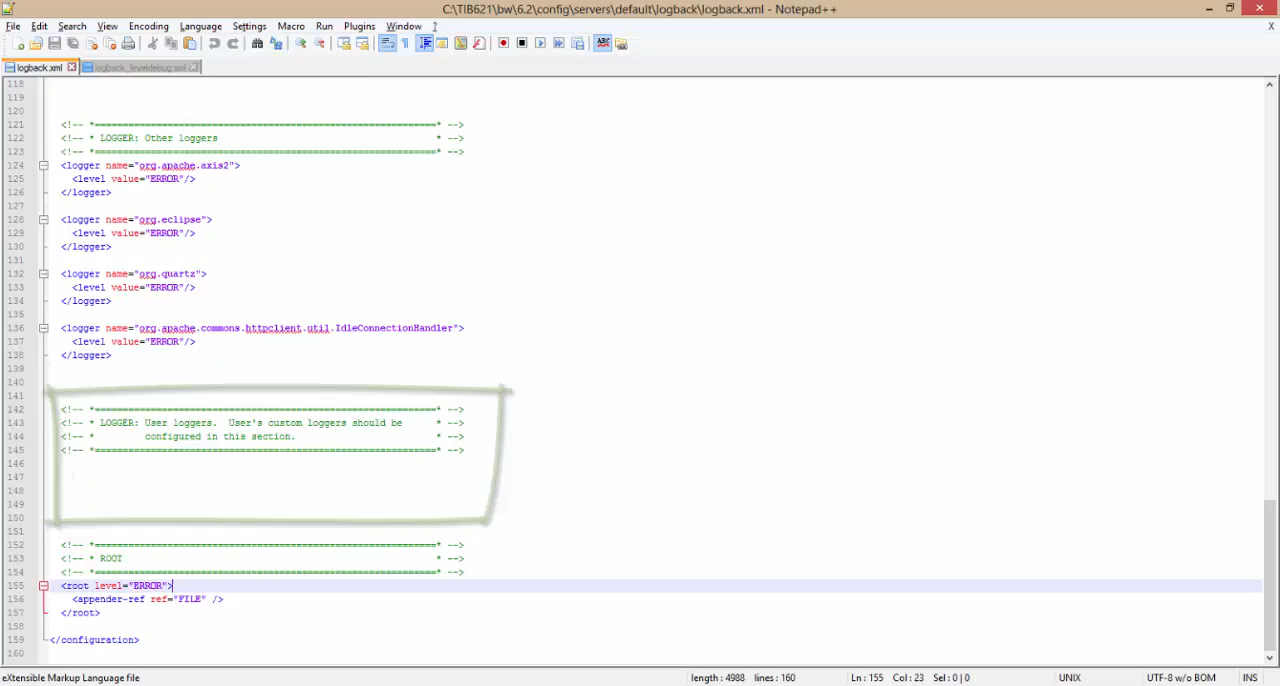 C:\TIB621\bw\6.2\config\servers\default\logback\logback.xml - Notepad++
File Edit Search View Encoding Language Settings Macro Run Plugins Window ? X
logback.xml logback_leveldebug.xml
118
119
120
121 <!-- *=============================================================* -->
122 <!-- * LOGGER: Other loggers * -->
123 <!-- *=============================================================* -->
124 <logger name="org.apache.axis2">
125 <level value="ERROR"/>
126 </logger>
127
128 <logger name="org.eclipse">
129 <level value="ERROR"/>
130 </logger>
131
132 <logger name="org.quartz">
133 <level value="ERROR"/>
134 </logger>
135
136 <logger name="org.apache.commons.httpclient.util.IdleConnectionHandler">
137 <level value="ERROR"/>
138 </logger>
139
140
141
142 <!-- *=============================================================* -->
143 <!-- * LOGGER: User loggers. User's custom loggers should be * -->
144 <!-- * configured in this section. * -->
145 <!-- *=============================================================* -->
146
147
148
149
150
151
152 <!-- *=============================================================* -->
153 <!-- * ROOT * -->
154 <!-- *=============================================================* -->
155 <root level="ERROR">
156 <appender-ref ref="FILE" />
157 </root>
158
159 </configuration>
160
eXtensible Markup Language file length : 4988 lines : 160 Ln : 155 Col : 23 Sel : 0 | 0 UNIX UTF-8 w/o BOM INS